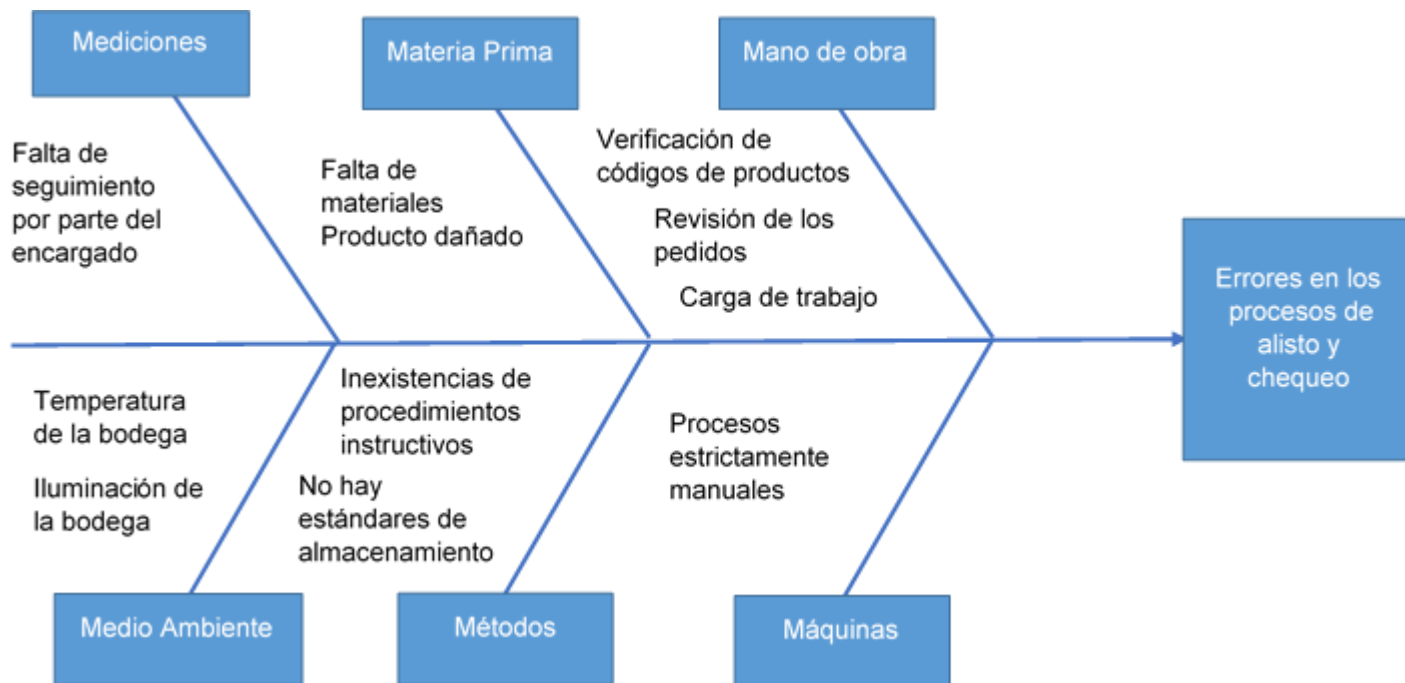 Mediciones
Materia Prima
Mano de obra
Falta de
seguimiento
por parte del
encargado
Falta de
materiales
Producto dañado
Verificación de
códigos de productos
Revisión de los
pedidos
Carga de trabajo
Errores en los
procesos de
alisto y
chequeo
Temperatura
de la bodega
Iluminación de
la bodega
Inexistencias de
procedimientos
instructivos
No hay
estándares de
almacenamiento
Procesos
estrictamente
manuales
Medio Ambiente
Métodos
Máquinas